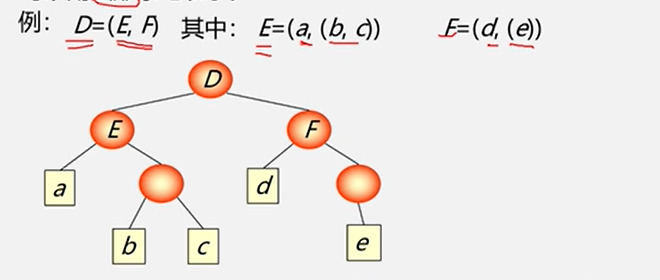 例： D=(E, F) 其中： E=(a, (b, c)) F=(d, (e))
D
E F
a d
b c e